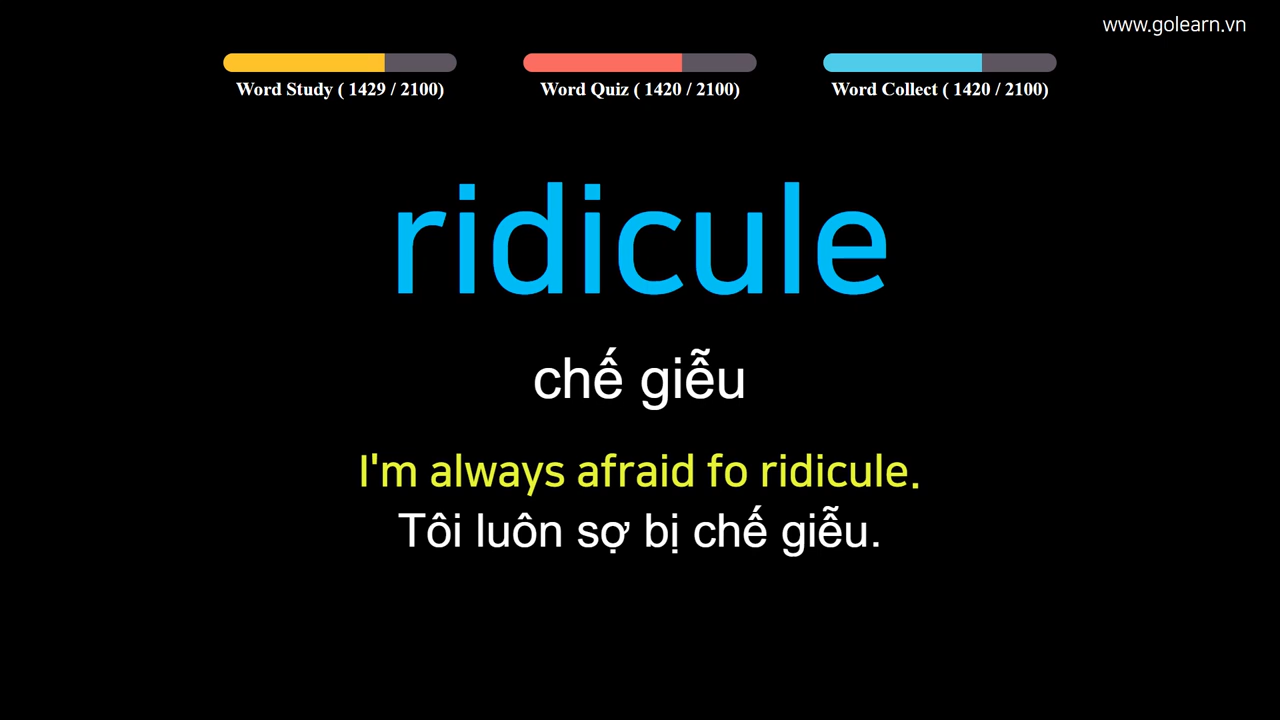 www.golearn.vn
Word Study ( 1429 / 2100)
Word Quiz ( 1420 / 2100)
Word Collect ( 1420 / 2100)
ridicule
chế giễu
I'm always afraid fo ridicule.
Tôi luôn sợ bị chế giễu.